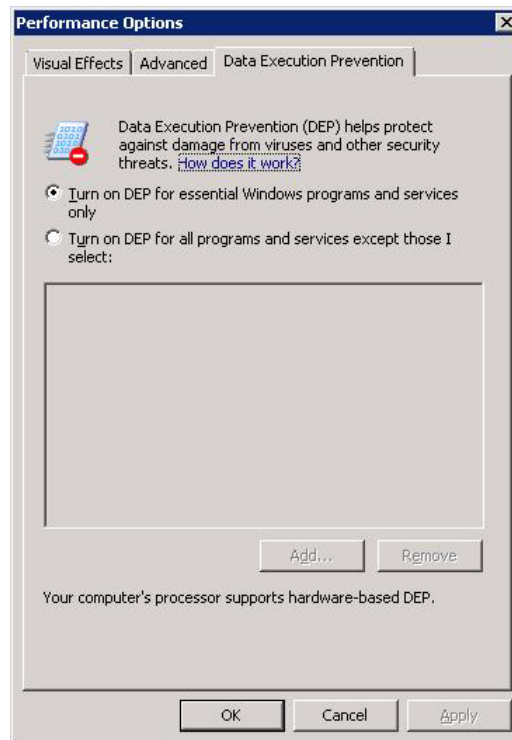 Performance Options
Visual Effects
Advanced
Data Execution Prevention
Data Execution Prevention (DEP) helps protect
against damage from viruses and other security
threats. How does it work?
Turn on DEP for essential Windows programs and services
only
Turn on DEP for all programs and services except those I
select:
Add...
Remove
Your computer's processor supports hardware-based DEP.
OK
Cancel
Apply